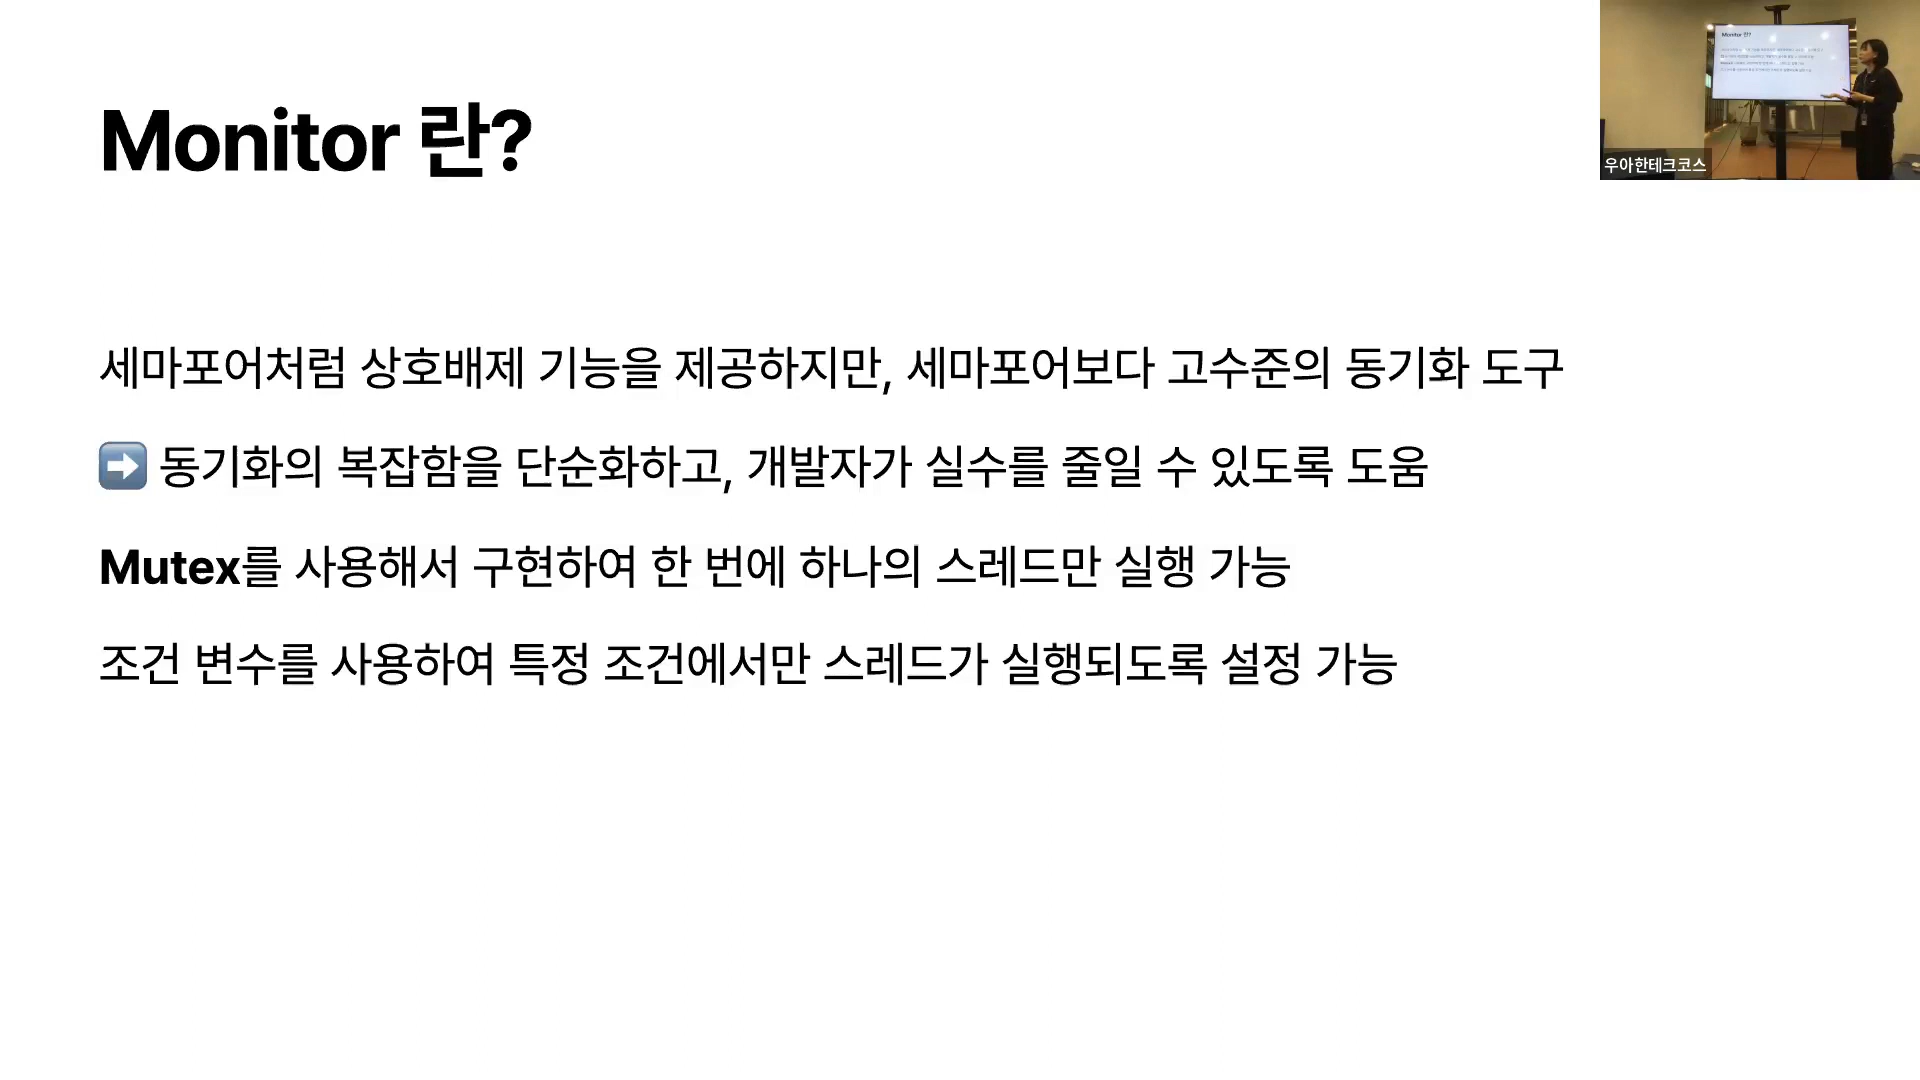 Monitor 란?
세마포어처럼 상호배제 기능을 제공하지만, 세마포어보다 고수준의 동기화 도구
➡️ 동기화의 복잡함을 단순화하고, 개발자가 실수를 줄일 수 있도록 도움
Mutex를 사용해서 구현하여 한 번에 하나의 스레드만 실행 가능
조건 변수를 사용하여 특정 조건에서만 스레드가 실행되도록 설정 가능
Monitor 란?
우아한테크코스